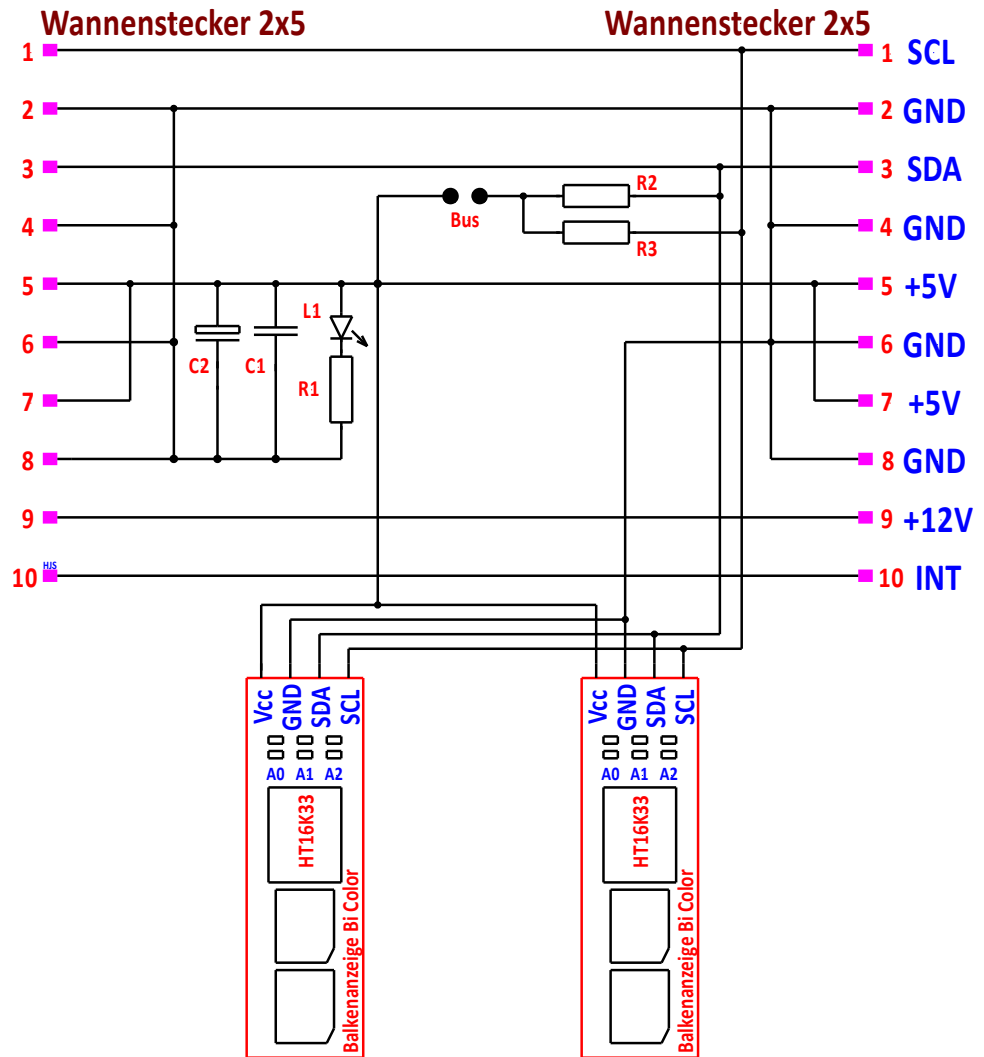 Wannenstecker 2x5 Wannenstecker 2x5
1 1 SCL
2 2 GND
3 3 SDA
R2
Bus
4 4 GND
R3
5 5 +5V
L1
6 6 GND
C2 C1
R1
7 7 +5V
8 8 GND
9 9 +12V
HJS
10 10 INT
Vcc GND SDA SCL
A0 A1 A2
HT16K33
Balkenanzeige Bi Color
Vcc GND SDA SCL
A0 A1 A2
HT16K33
Balkenanzeige Bi Color